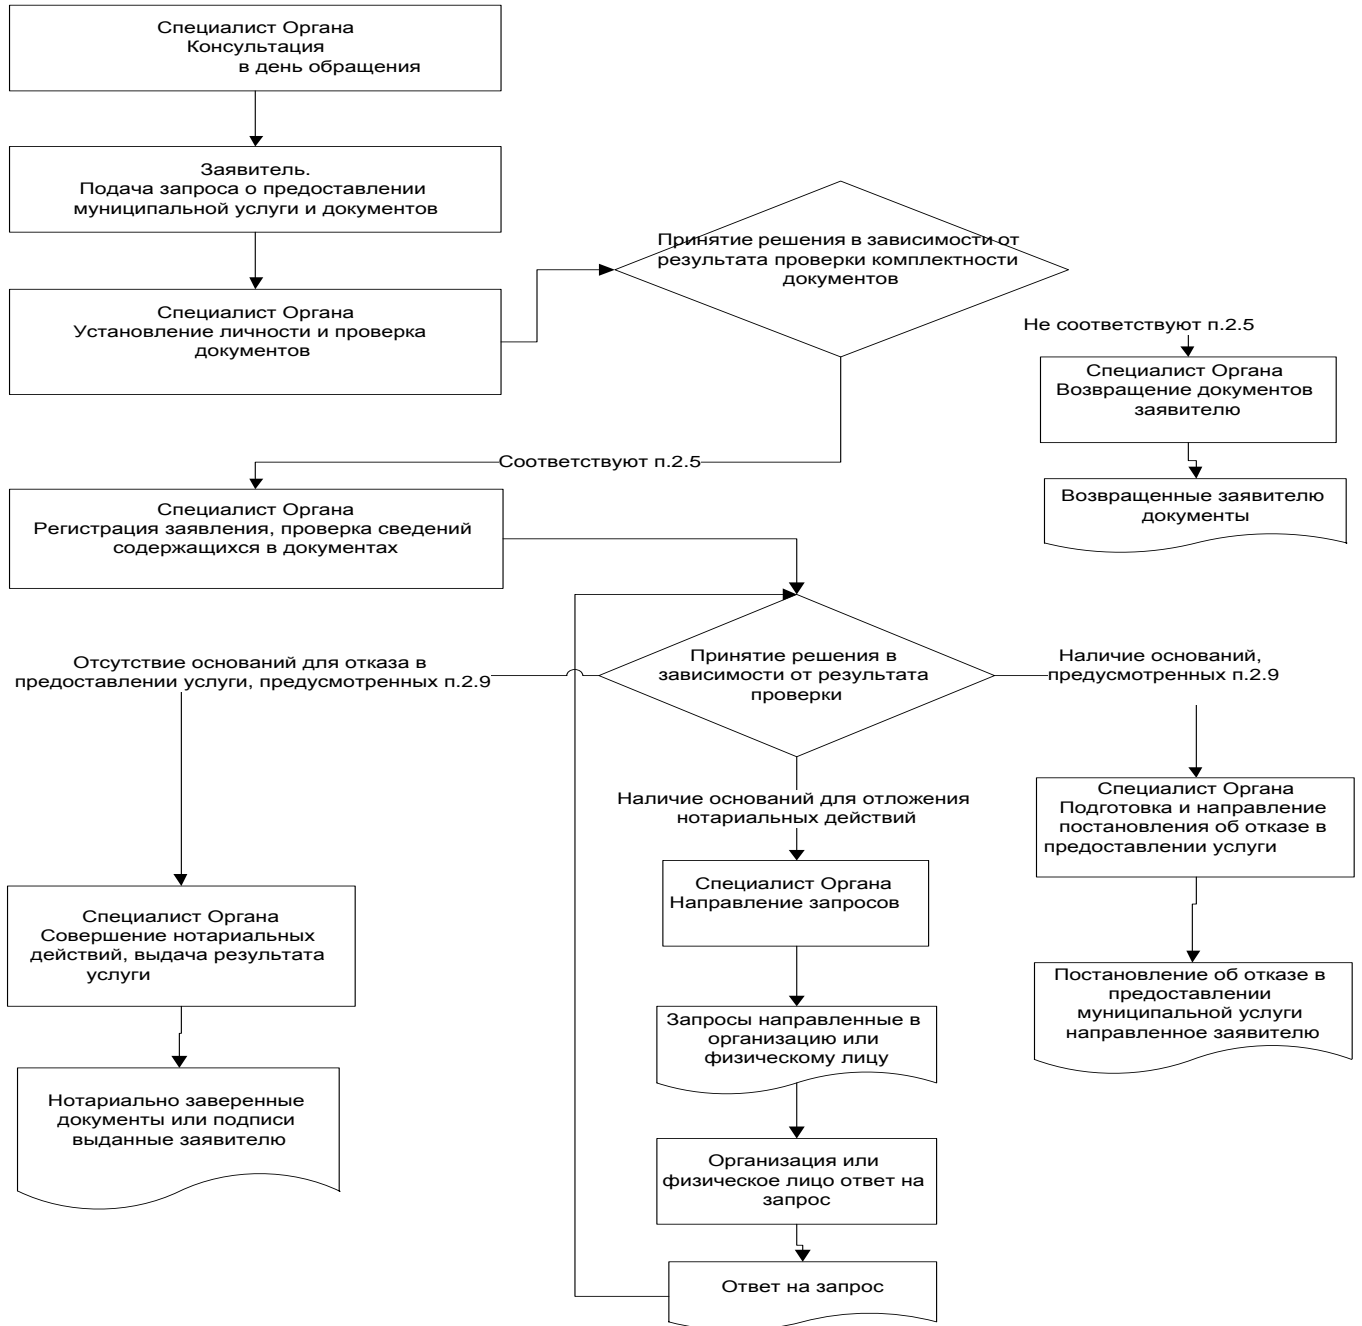 Специалист Органа
Консультация
в день обращения
Заявитель.
Подача запроса о предоставлении
муниципальной услуги и документов
Специалист Органа
Установление личности и проверка
документов
Принятие решения в зависимости от
результата проверки комплектности
документов
Не соответствуют п.2.5
Специалист Органа
Возвращение документов
заявителю
Возвращенные заявителю
документы
Соответствуют п.2.5
Специалист Органа
Регистрация заявления, проверка сведений
содержащихся в документах
Принятие решения в
зависимости от результата
проверки
Отсутствие оснований для отказа в
предоставлении услуги, предусмотренных п.2.9
Наличие оснований,
предусмотренных п.2.9
Наличие оснований для отложения
нотариальных действий
Специалист Органа
Подготовка и направление
постановления об отказе в
предоставлении услуги
Специалист Органа
Направление запросов
Специалист Органа
Совершение нотариальных
действий, выдача результата
услуги
Постановление об отказе в
предоставлении
муниципальной услуги
направленное заявителю
Запросы направленные в
организацию или
физическому лицу
Нотариально заверенные
документы или подписи
выданные заявителю
Организация или
физическое лицо ответ на
запрос
Ответ на запрос